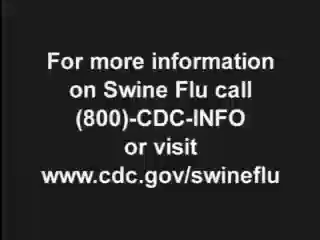 For more information
on Swine Flu call
(800)-CDC-INFO
or visit
www.cdc.gov/swineflu